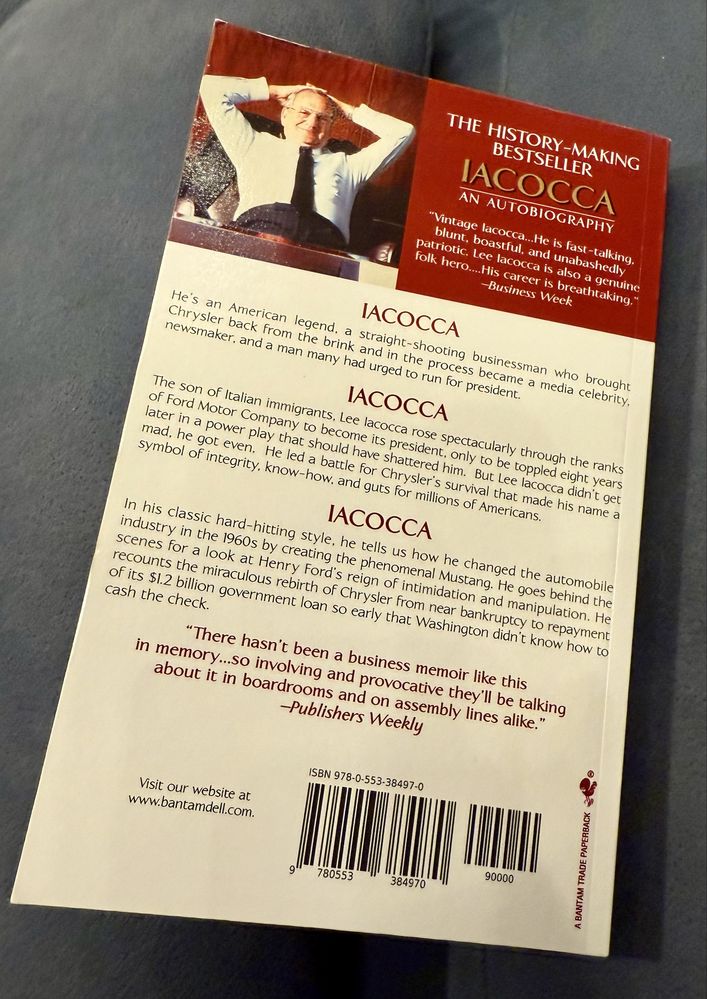 THE HISTORY-MAKING
BESTSELLER
IACOCCA
AN AUTOBIOGRAPHY
"Vintage Iacocca...He is fast-talking,
blunt, boastful, and unabashedly
patriotic. Lee Iacocca is also a genuine
folk hero....His career is breathtaking."
—Business Week
IACOCCA
He's an American legend, a straight-shooting businessman who brought
Chrysler back from the brink and in the process became a media celebrity,
newsmaker, and a man many had urged to run for president.
IACOCCA
The son of Italian immigrants, Lee Iacocca rose spectacularly through the ranks
of Ford Motor Company to become its president, only to be toppled eight years
later in a power play that should have shattered him. But Lee Iacocca didn't get
mad, he got even. He led a battle for Chrysler's survival that made his name a
symbol of integrity, know-how, and guts for millions of Americans.
IACOCCA
In his classic hard-hitting style, he tells us how he changed the automobile
industry in the 1960s by creating the phenomenal Mustang. He goes behind the
scenes for a look at Henry Ford's reign of intimidation and manipulation. He
recounts the miraculous rebirth of Chrysler from near bankruptcy to repayment
of its $1.2 billion government loan so early that Washington didn't know how to
cash the check.
"There hasn't been a business memoir like this
in memory...so involving and provocative they'll be talking
about it in boardrooms and on assembly lines alike."
—Publishers Weekly
Visit our website at
www.bantamdell.com.
ISBN 978-0-553-38497-0
9 780553 384970
90000
A BANTAM TRADE PAPERBACK
®